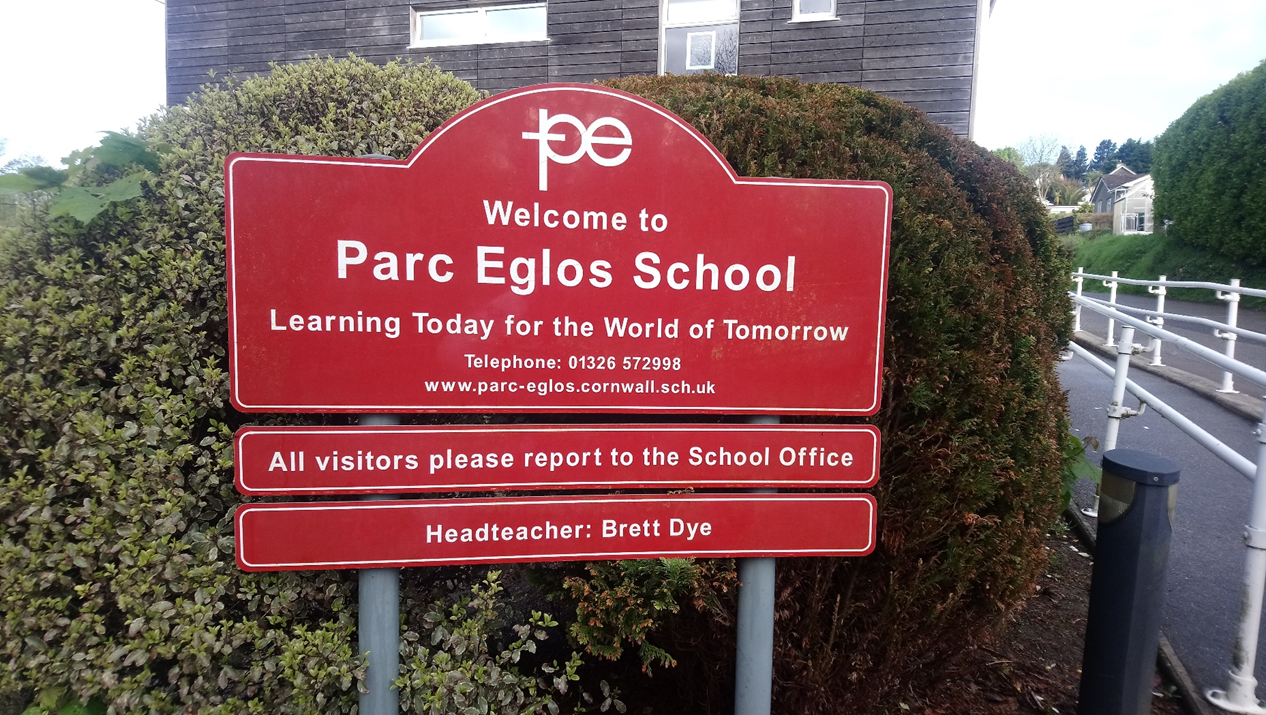 pe
Welcome to
Parc Eglos School
Learning Today for the World of Tomorrow
Telephone: 01326 572998
www.parc-eglos.cornwall.sch.uk
All visitors please report to the School Office
Headteacher: Brett Dye